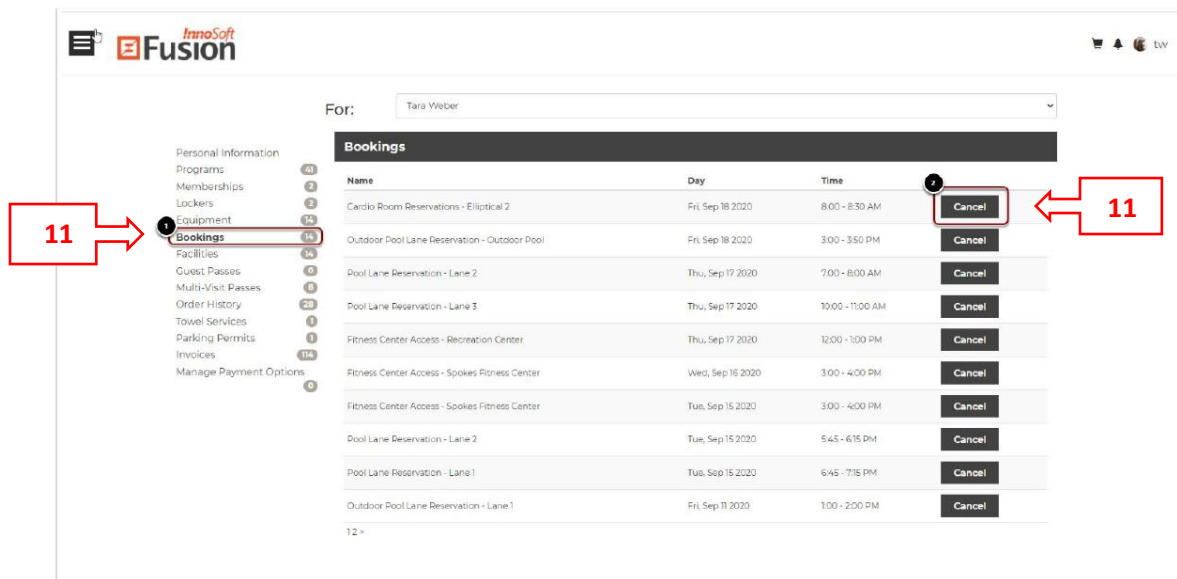 InnoSoft
Fusion
tw
For: Tara Weber
Personal Information
Programs 41
Memberships 2
Lockers 2
Equipment 14
Bookings 14
Facilities 14
Guest Passes 0
Multi-Visit Passes 8
Order History 28
Towel Services 1
Parking Permits 1
Invoices 114
Manage Payment Options
0
11
1
Bookings
Name Day Time
2
Cardio Room Reservations - Elliptical 2 Fri, Sep 18 2020 8:00 - 8:30 AM Cancel
11
Outdoor Pool Lane Reservation - Outdoor Pool Fri, Sep 18 2020 3:00 - 3:50 PM Cancel
Pool Lane Reservation - Lane 2 Thu, Sep 17 2020 7:00 - 8:00 AM Cancel
Pool Lane Reservation - Lane 3 Thu, Sep 17 2020 10:00 - 11:00 AM Cancel
Fitness Center Access - Recreation Center Thu, Sep 17 2020 12:00 - 1:00 PM Cancel
Fitness Center Access - Spokes Fitness Center Wed, Sep 16 2020 3:00 - 4:00 PM Cancel
Fitness Center Access - Spokes Fitness Center Tue, Sep 15 2020 3:00 - 4:00 PM Cancel
Pool Lane Reservation - Lane 2 Tue, Sep 15 2020 5:45 - 6:15 PM Cancel
Pool Lane Reservation - Lane 1 Tue, Sep 15 2020 6:45 - 7:15 PM Cancel
Outdoor Pool Lane Reservation - Lane 1 Fri, Sep 11 2020 1:00 - 2:00 PM Cancel
1 2 >